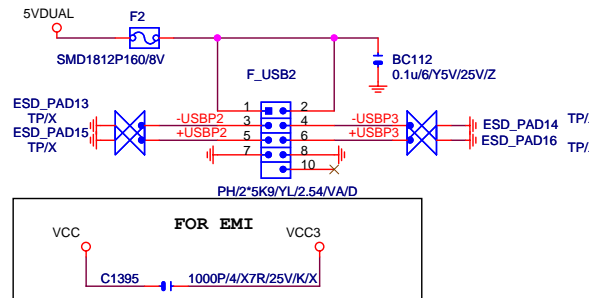 5VDUAL
F2
SMD1812P160/8V
BC112
0.1u/6/Y5V/25V/Z
F_USB2
1 2
ESD_PAD13
TP/X
-USBP2 3 4 -USBP3
ESD_PAD14 TP/
ESD_PAD15
TP/X
+USBP2 5 6 +USBP3
ESD_PAD16 TP/
7 8
10
PH/2*5K9/YL/2.54/VA/D
FOR EMI
VCC VCC3
C1395 1000P/4/X7R/25V/K/X